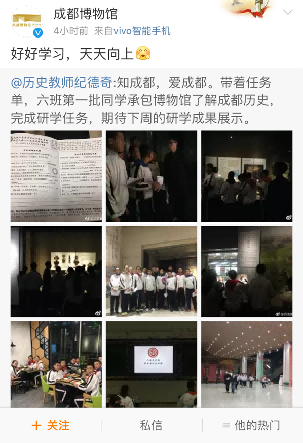 成都博物馆
4小时前 来自vivo智能手机
好好学习，天天向上
@历史教师纪德奇:知成都，爱成都。带着任务
单，六班第一批同学承包博物馆了解成都历史，
完成研学任务，期待下周的研学成果展示。
+ 关注
私信
他的热门